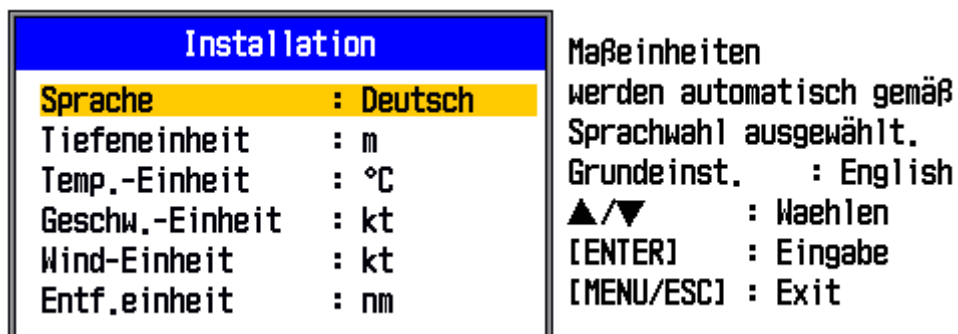 Installation
Sprache : Deutsch
Tiefeneinheit : m
Temp.-Einheit : °C
Geschw.-Einheit : kt
Wind-Einheit : kt
Entf.einheit : nm
Maßeinheiten
werden automatisch gemäß
Sprachwahl ausgewählt.
Grundeinst. : English
▲/▼ : Waehlen
[ENTER] : Eingabe
[MENU/ESC] : Exit